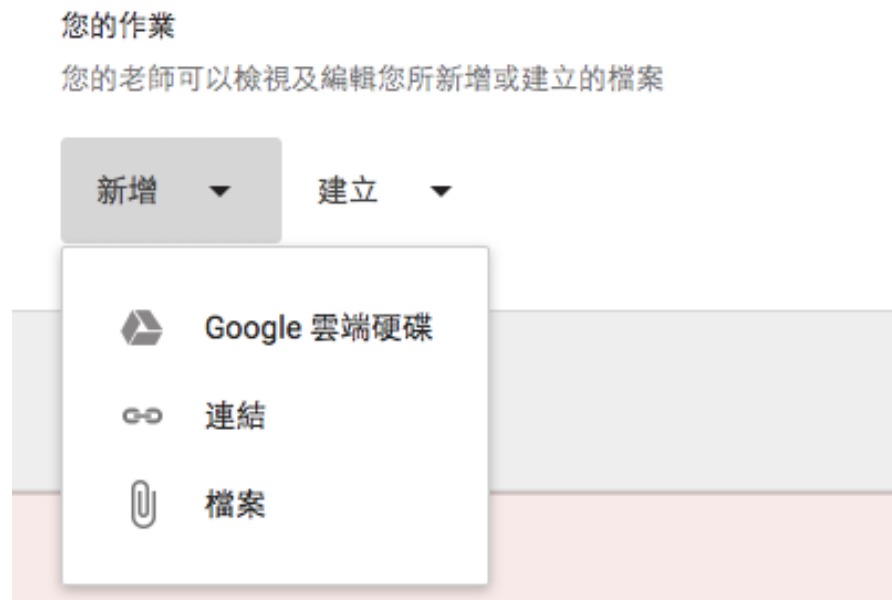 您的作業
您的老師可以檢視及編輯您所新增或建立的檔案
新增 建立
Google 雲端硬碟
連結
檔案